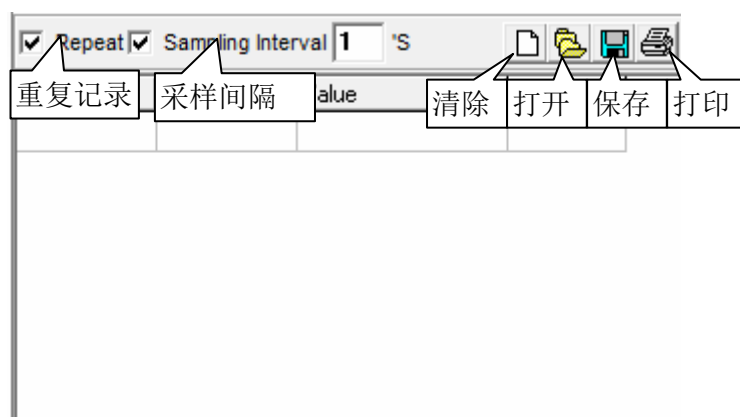 Repeat Sampling Interval 1 "S
重复记录 采样间隔 alue 清除 打开 保存 打印